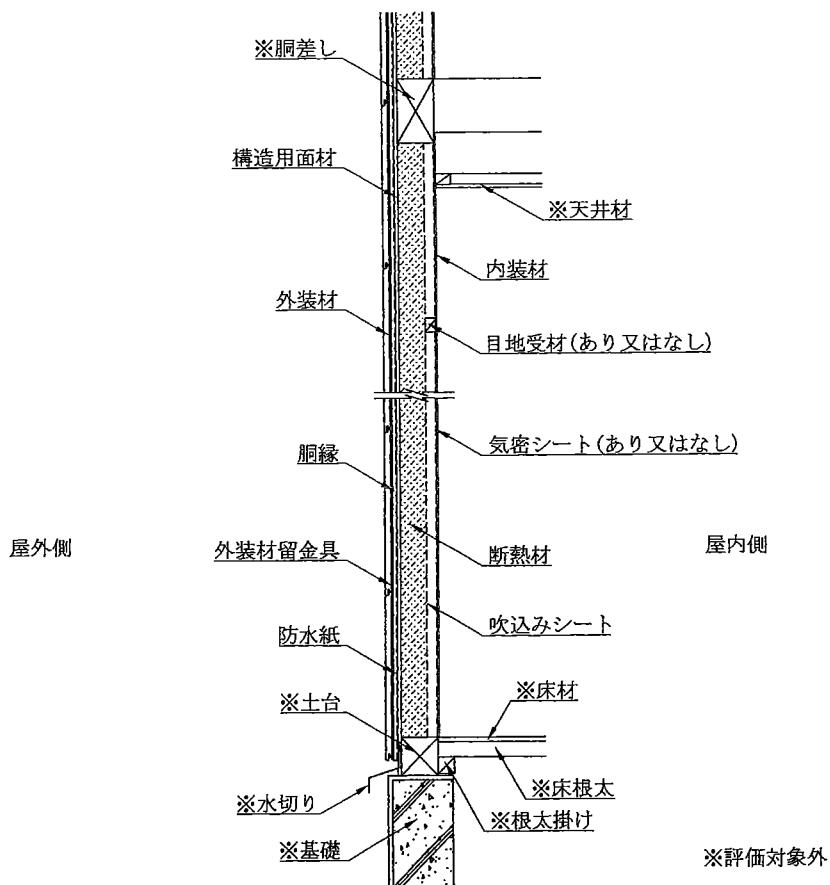 ※胴差し
構造用面材
※天井材
内装材
外装材
目地受材(あり又はなし)
気密シート(あり又はなし)
胴縁
屋外側
外装材留金具
断熱材
屋内側
吹込みシート
防水紙
※床材
※土台
※床根太
※水切り
※根太掛け
※基礎
※評価対象外